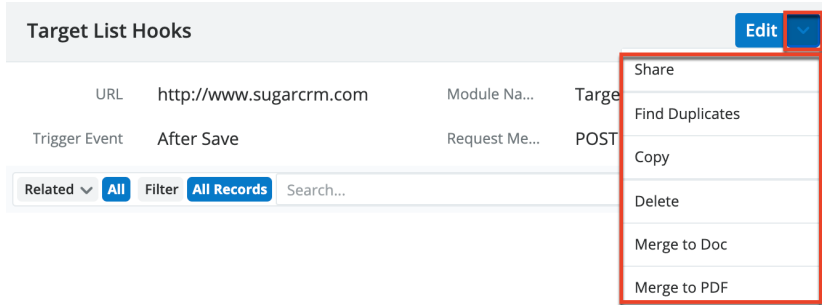 Target List Hooks
Edit
URL http://www.sugarcrm.com Module Na... Targe
Trigger Event After Save Request Me... POST
Related All Filter All Records Search...
Share
Find Duplicates
Copy
Delete
Merge to Doc
Merge to PDF